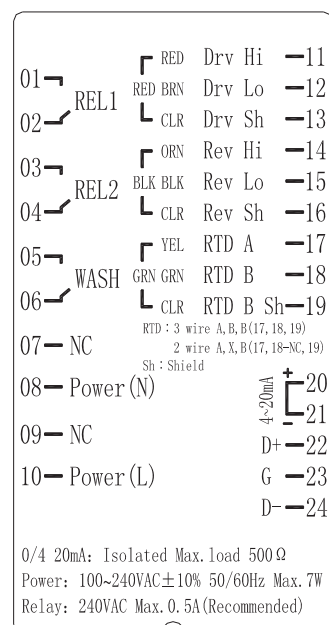 RED Drv Hi 11
01 RED BRN Drv Lo 12
REL1
02 CLR Drv Sh 13
03 ORN Rev Hi 14
REL2 BLK BLK Rev Lo 15
04 CLR Rev Sh 16
05 YEL RTD A 17
WASH GRN GRN RTD B 18
06 CLR RTD B Sh 19
RTD:3 wire A,B,B(17,18,19)
2 wire A,X,B(17,18-NC,19)
Sh:Shield
07 NC
08 Power(N)
09 NC
10 Power(L)
4~20mA + 20
- 21
D+ 22
G 23
D- 24
0/4 20mA: Isolated Max.load 500Ω
Power: 100~240VAC±10% 50/60Hz Max.7W
Relay: 240VAC Max.0.5A(Recommended)